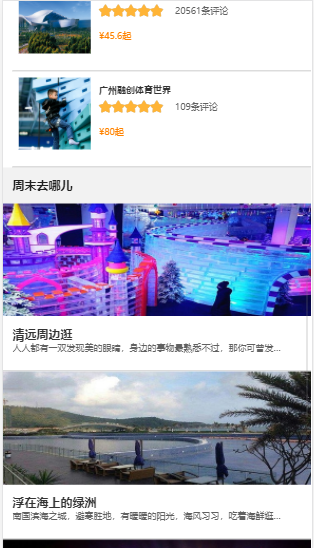 20561条评论
¥45.6起
广州融创体育世界
109条评论
¥80起
周末去哪儿
清远周边逛
人人都有一双发现美的眼睛，身边的事物最熟悉不过，那你可曾发...
浮在海上的绿洲
南国滨海之城，避寒胜地，有暖暖的阳光，海风习习，吃着海鲜逛...